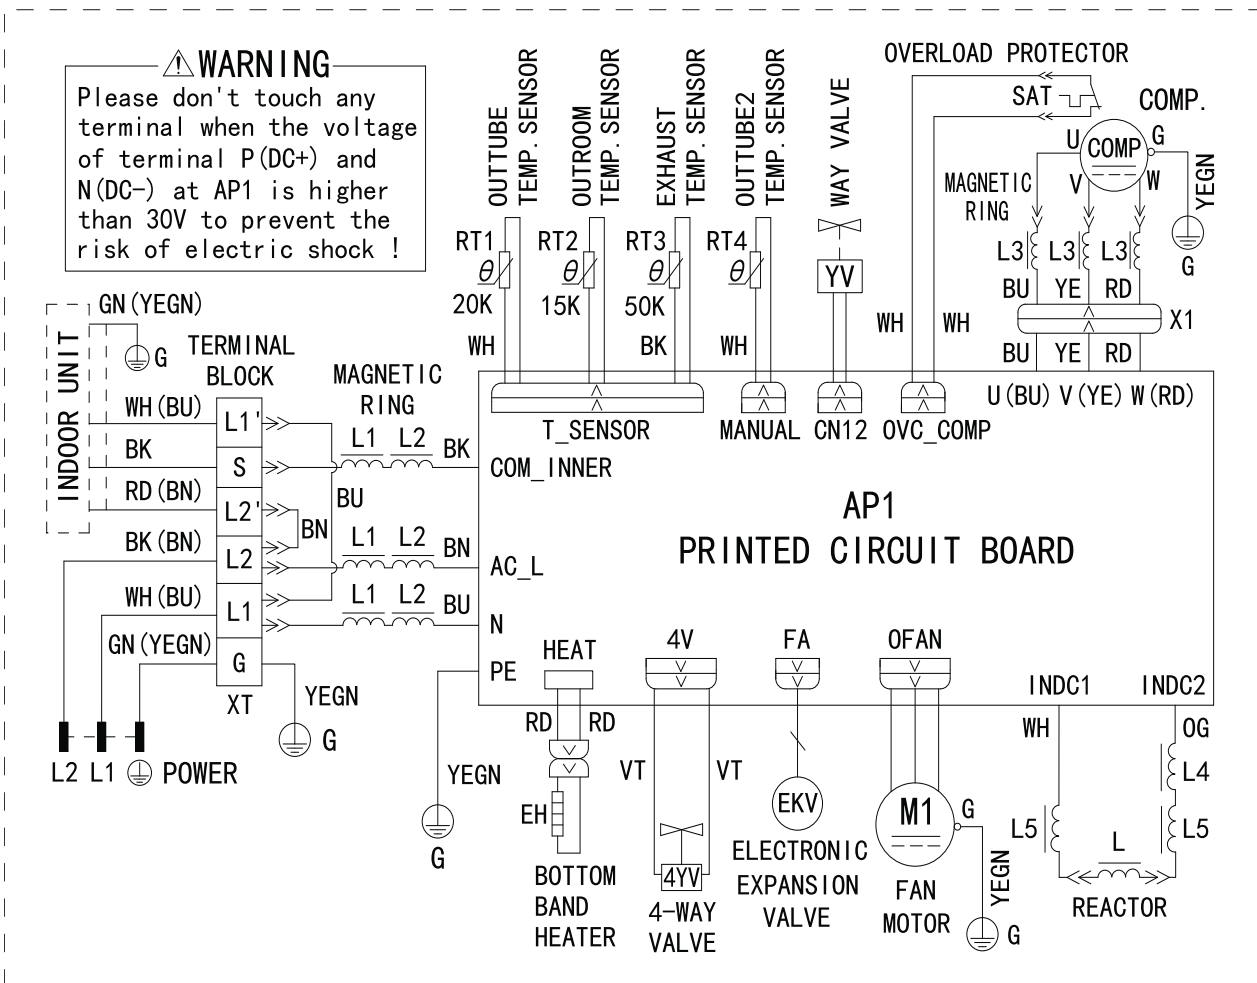 WARNING
Please don't touch any
terminal when the voltage
of terminal P(DC+) and
N(DC-) at AP1 is higher
than 30V to prevent the
risk of electric shock !
OUTTUBE
TEMP. SENSOR
OUTROOM
TEMP. SENSOR
EXHAUST
TEMP. SENSOR
OUTTUBE2
TEMP. SENSOR
WAY VALVE
OVERLOAD PROTECTOR
SAT
COMP.
U
COMP
G
V
W
YEGN
G
MAGNETIC
RING
L3
L3
L3
RT1
RT2
RT3
RT4
θ
θ
θ
θ
20K
15K
50K
YV
BU
YE
RD
X1
WH
BK
WH
WH
WH
BU
YE
RD
GN(YEGN)
G
INDOOR UNIT
TERMINAL
BLOCK
MAGNETIC
RING
U(BU) V(YE) W(RD)
T_SENSOR
MANUAL
CN12
OVC_COMP
WH(BU)
L1'
BK
S
L1
L2
BK
COM_INNER
RD(BN)
L2'
BU
BN
AP1
PRINTED CIRCUIT BOARD
BK(BN)
L2
L1
L2
BN
AC_L
WH(BU)
L1
L1
L2
BU
N
GN(YEGN)
G
XT
YEGN
G
PE
HEAT
4V
FA
OFAN
INDC1
INDC2
L2
L1
POWER
YEGN
G
RD
RD
EH
BOTTOM
BAND
HEATER
VT
VT
4YV
4-WAY
VALVE
EKV
ELECTRONIC
EXPANSION
VALVE
M1
G
FAN
MOTOR
YEGN
G
WH
OG
L4
L5
L5
L
REACTOR